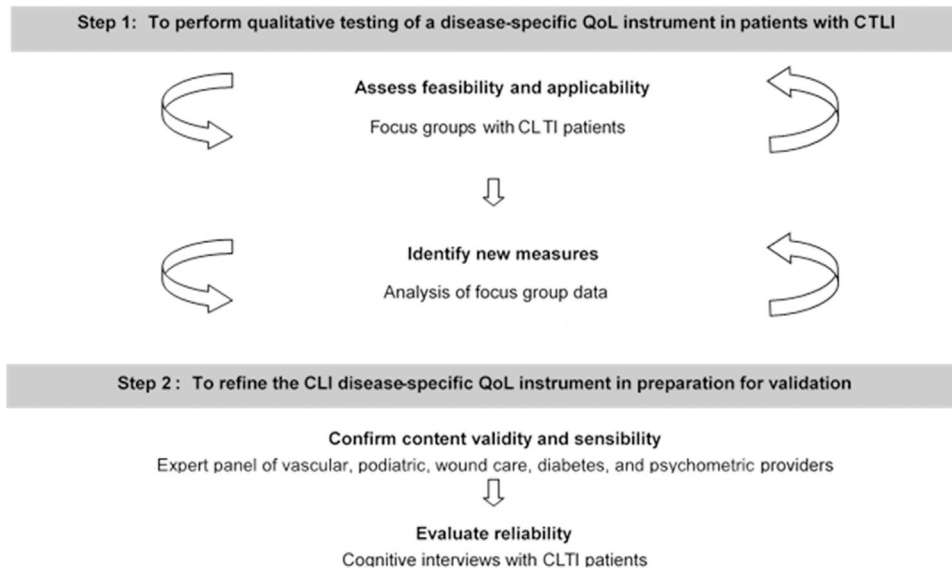 Step 1: To perform qualitative testing of a disease-specific QoL instrument in patients with CTLI
Assess feasibility and applicability
Focus groups with CLTI patients
Identify new measures
Analysis of focus group data
Step 2 : To refine the CLI disease-specific QoL instrument in preparation for validation
Confirm content validity and sensibility
Expert panel of vascular, podiatric, wound care, diabetes, and psychometric providers
Evaluate reliability
Cognitive interviews with CLTI patients